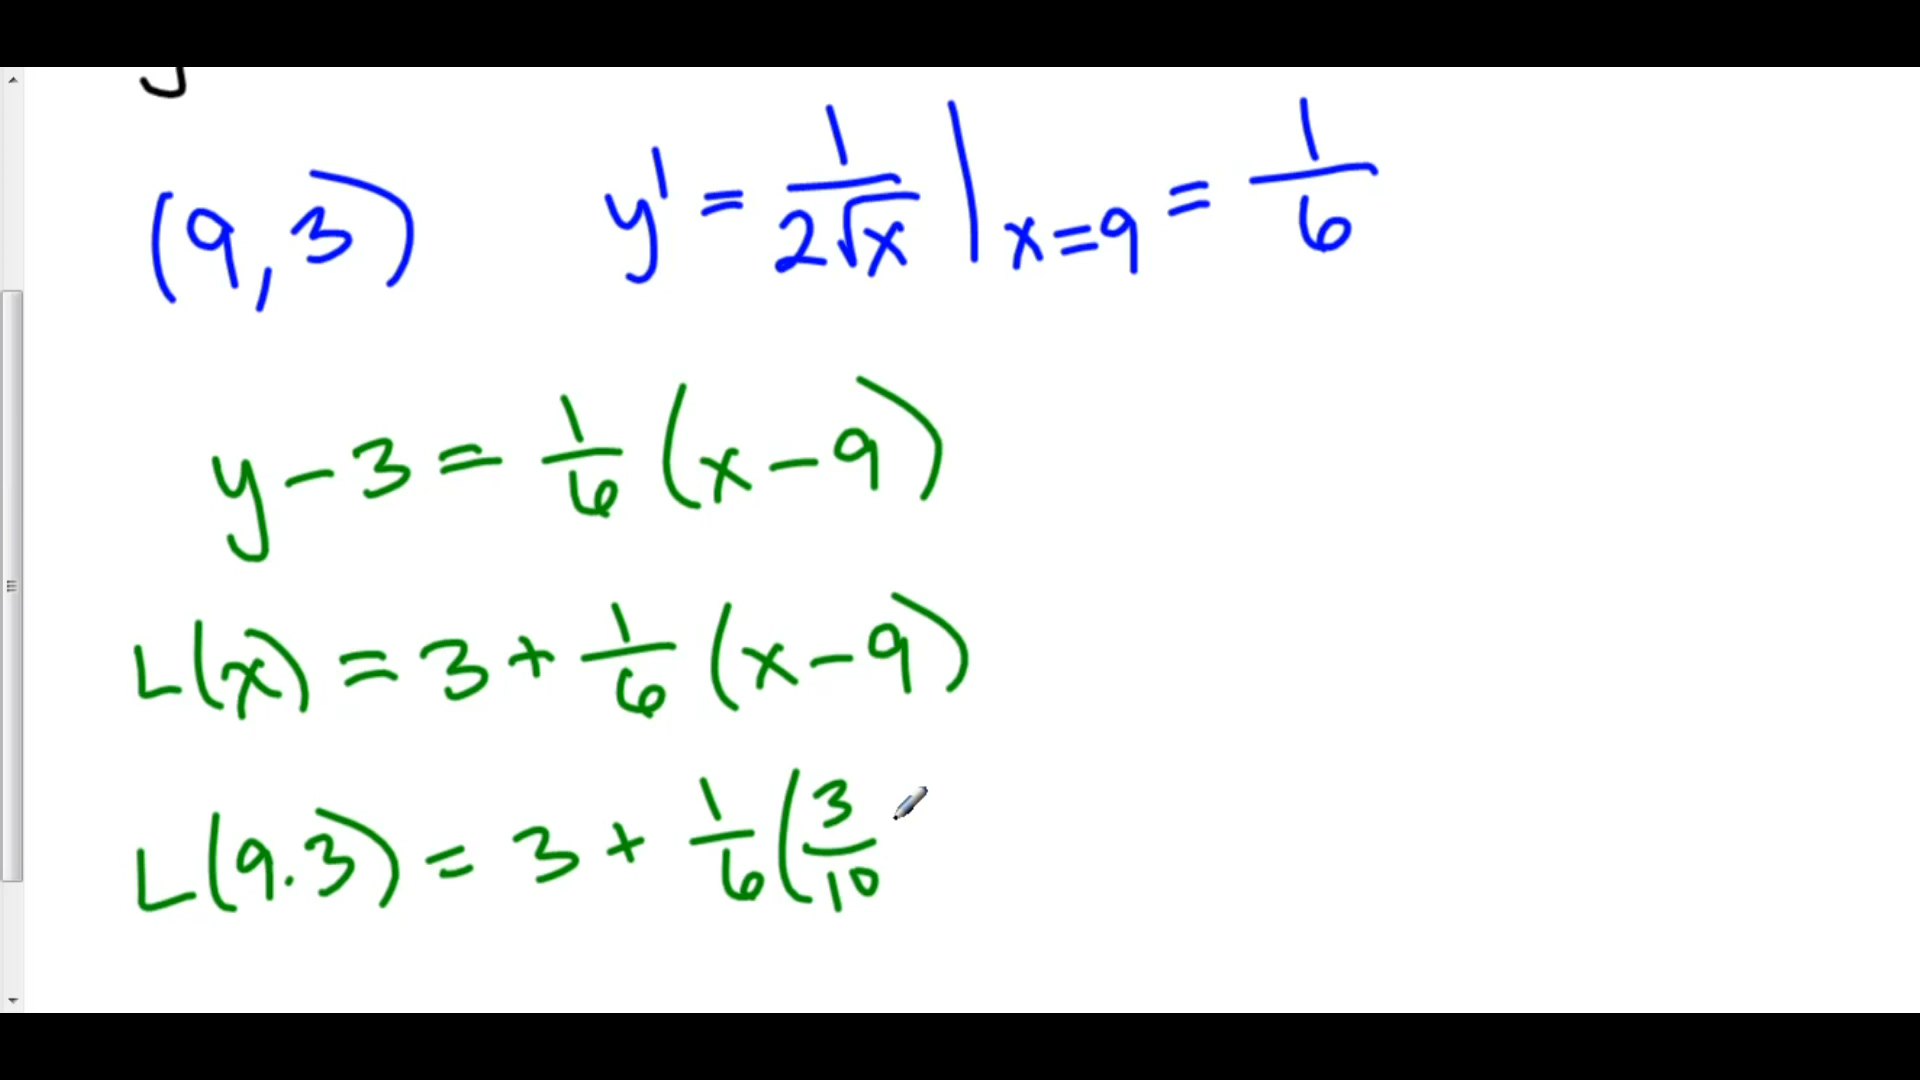 (9,3) y' = 1/(2√x) |x=9 = 1/6
y-3 = 1/6 (x-9)
L(x) = 3 + 1/6 (x-9)
L(9.3) = 3 + 1/6 (3/10